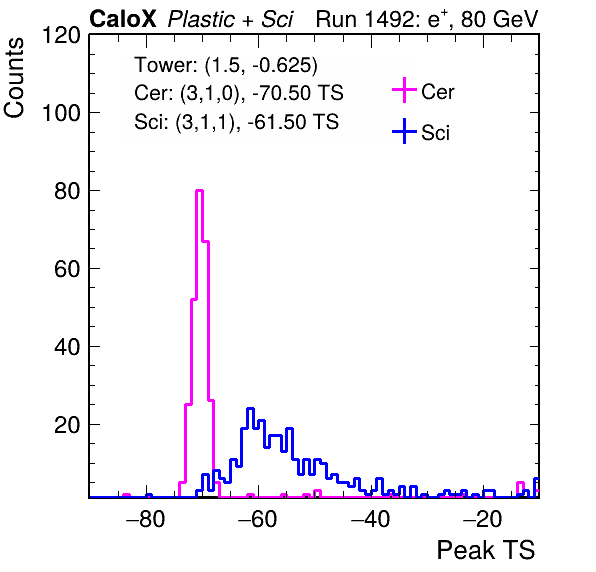 CaloX Plastic + Sci Run 1492: e+, 80 GeV
Counts
120
100
80
60
40
20
Tower: (1.5, -0.625)
Cer: (3,1,0), -70.50 TS
Sci: (3,1,1), -61.50 TS
Cer
Sci
−80 −60 −40 −20
Peak TS